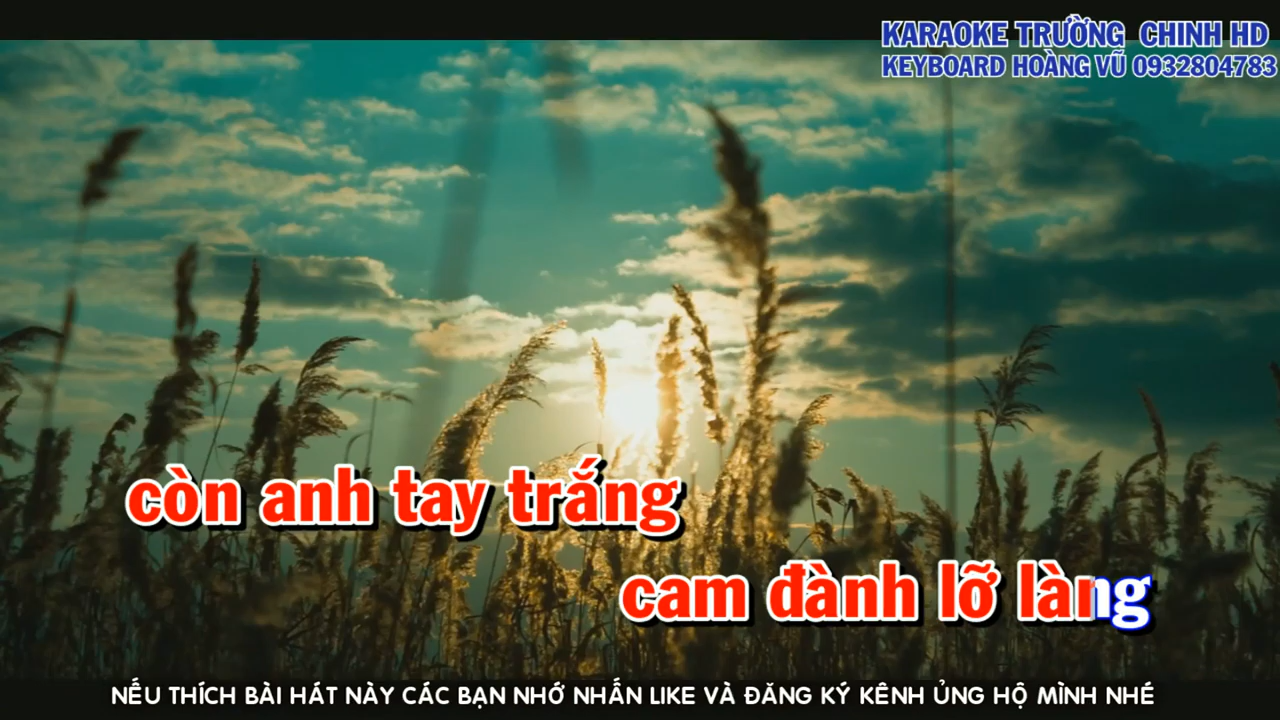 KARAOKE TRƯỜNG CHINH HD
KEYBOARD HOÀNG VŨ 0932804783
còn anh tay trắng
cam đành lỡ làng
NẾU THÍCH BÀI HÁT NÀY CÁC BẠN NHỚ NHẤN LIKE VÀ ĐĂNG KÝ KÊNH ỦNG HỘ MÌNH NHÉ